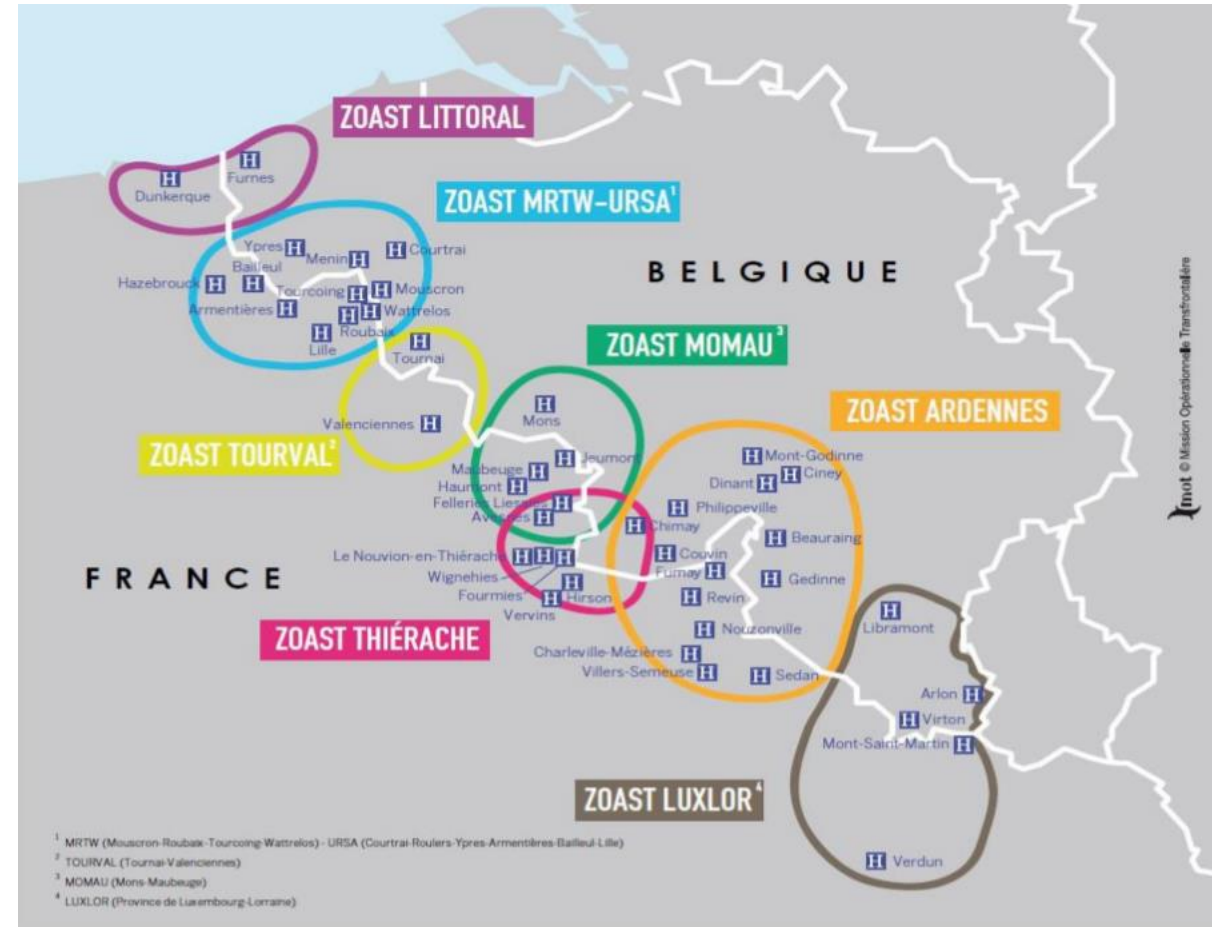 ZOAST LITTORAL
H
Furnes
H
Dunkerque
ZOAST MRTW-URSA¹
Ypres H
Menin H
H Courtrai
Bailleul
H
Hazebrouck H
Tourcoing H
H Mouscron
Armentières H
H Wattrelos
H
Roubaix
H
Lille
BELGIQUE
H
Tournai
ZOAST MOMAU³
Valenciennes H
ZOAST TOURVAL²
H
Mons
ZOAST ARDENNES
H Jeumont
Maubeuge H
Haumont H
Felleries Liessies H
Avesnes H
H Mont-Godinne
H Ciney
Dinant H
H Philippeville
H Chimay
H Beauraing
Le Nouvion-en-Thiérache H H H
Wignehies
Fourmies
H Hirson
H
Vervins
H Couvin
Fumay H
H Gedinne
H Revin
FRANCE
ZOAST THIÉRACHE
H Nouzonville
Charleville-Mézières H
Villers-Semeuse H
H Sedan
H
Libramont
Arlon H
H Virton
Mont-Saint-Martin H
ZOAST LUXLOR⁴
H Verdun
mot © Mission Opérationnelle Transfrontalière
¹ MRTW (Mouscron-Roubaix-Tourcoing-Wattrelos) - URSA (Courtrai-Roulers-Ypres-Armentières-Bailleul-Lille)
² TOURVAL (Tournai-Valenciennes)
³ MOMAU (Mons-Maubeuge)
⁴ LUXLOR (Province de Luxembourg-Lorraine)